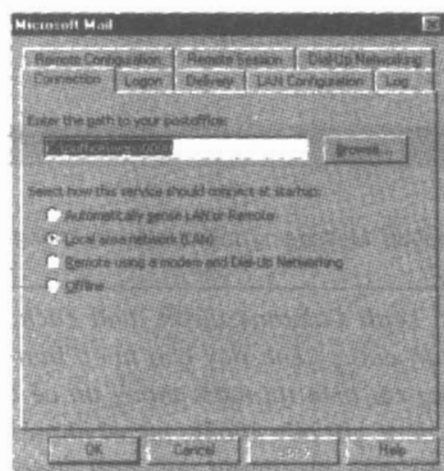 Microsoft Mail
Remote Configuration Remote Session Dial-Up Networking
Connection Logon Delivery LAN Configuration Log
Enter the path to your postoffice:
Browse...
Select how this service should connect at startup:
Automatically sense LAN or Remote
Local area network (LAN)
Remote using a modem and Dial-Up Networking
Offline
OK Cancel Apply Help